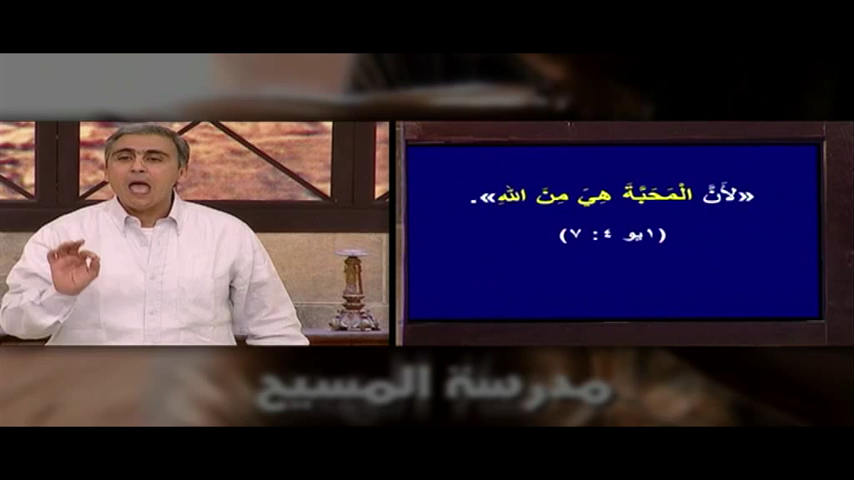 «لأَنَّ الْمَحَبَّةَ هِيَ مِنَ اللهِ».
(١يو ٤: ٧)
مدرسة المسيح